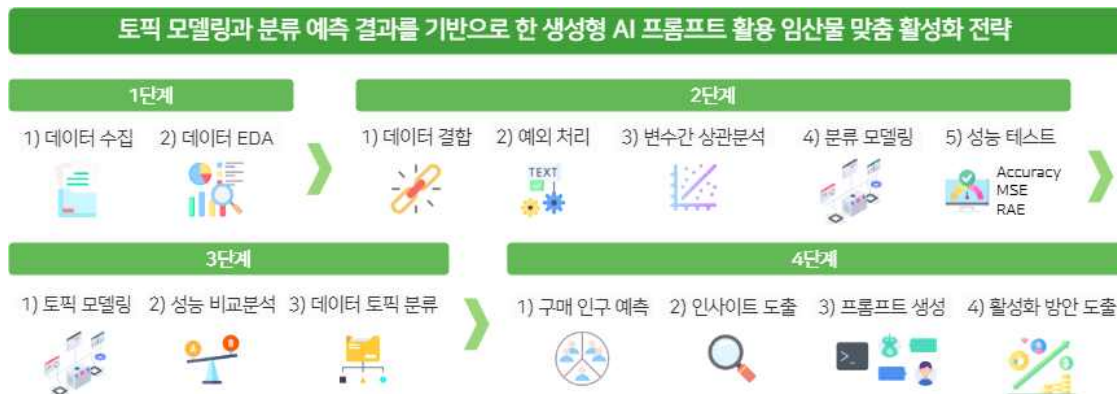 토픽 모델링과 분류 예측 결과를 기반으로 한 생성형 AI 프롬프트 활용 임산물 맞춤 활성화 전략
1단계
1) 데이터 수집 2) 데이터 EDA
2단계
1) 데이터 결합 2) 예외 처리 3) 변수간 상관분석 4) 분류 모델링 5) 성능 테스트
TEXT
Accuracy
MSE
RAE
3단계
1) 토픽 모델링 2) 성능 비교분석 3) 데이터 토픽 분류
4단계
1) 구매 인구 예측 2) 인사이트 도출 3) 프롬프트 생성 4) 활성화 방안 도출